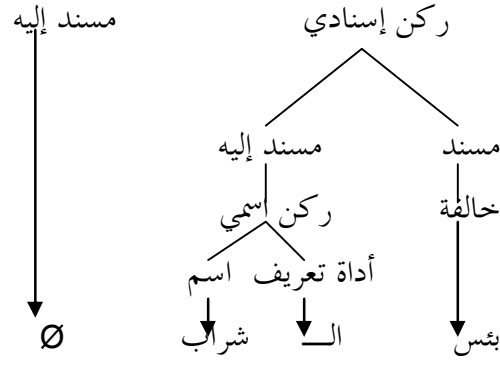 ركن إسنادي مسند إليه
مسند مسند إليه
خالفة ركن اسمي
أداة تعريف اسم
بئس الـ شراب Ø